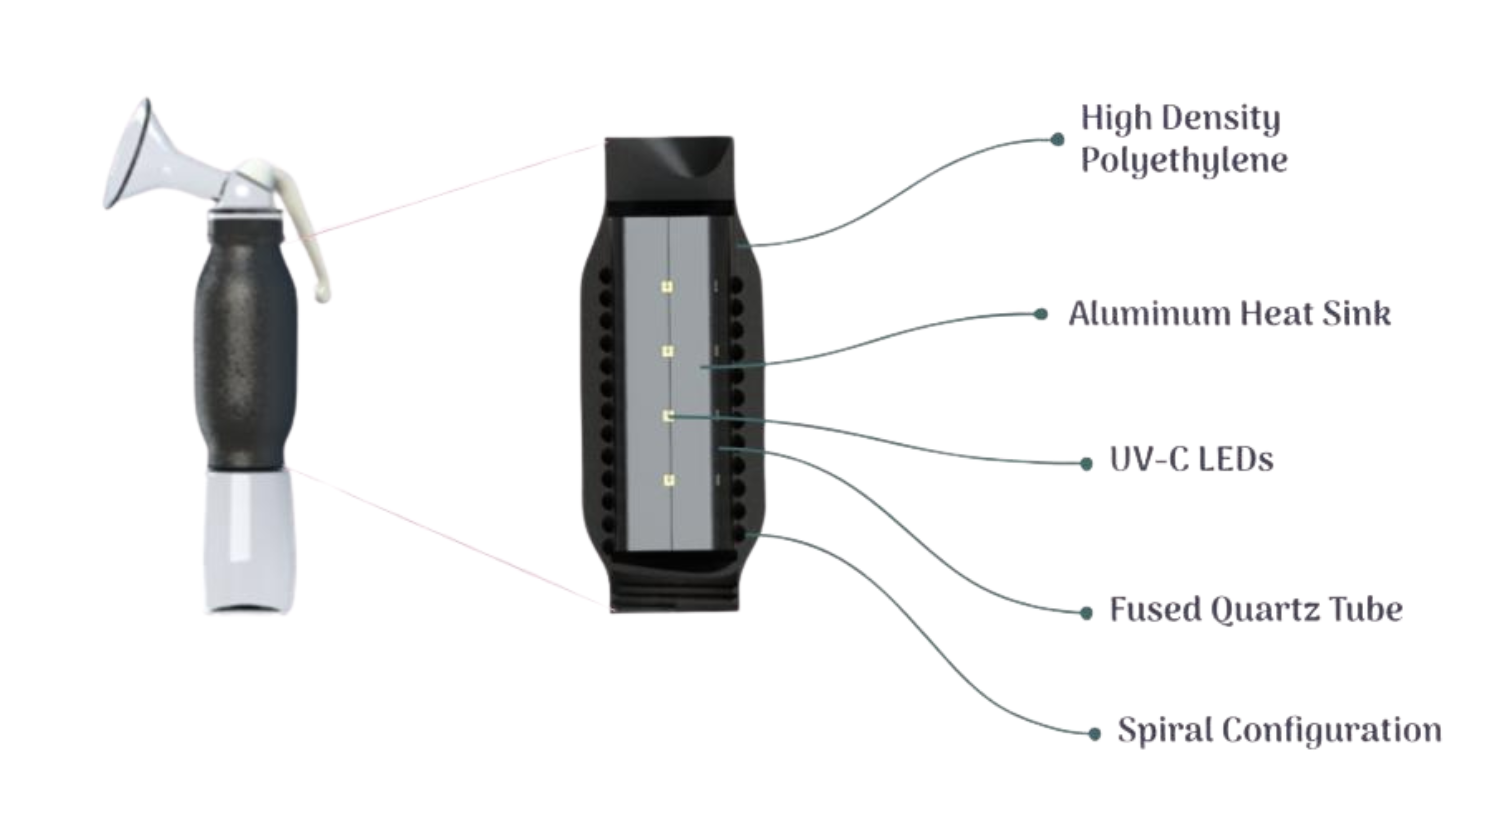 High Density
Polyethylene
Aluminum Heat Sink
UV-C LEDs
Fused Quartz Tube
Spiral Configuration